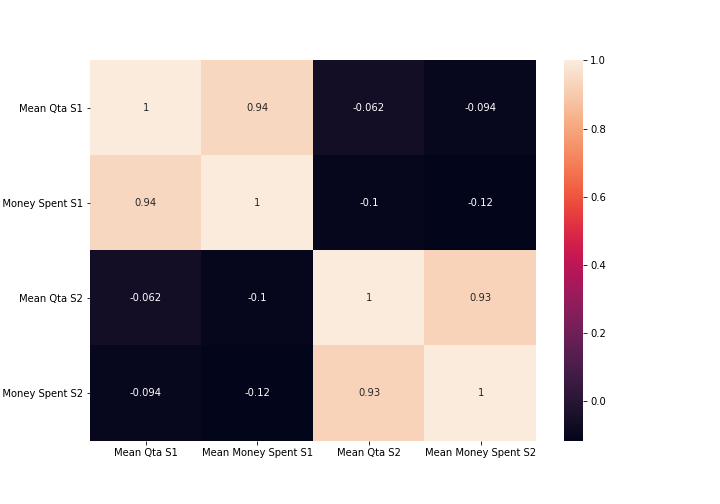 1.0
Mean Qta S1 1 0.94 -0.062 -0.094
0.8
Money Spent S1 0.94 1 -0.1 -0.12
0.6
0.4
Mean Qta S2 -0.062 -0.1 1 0.93
0.2
Money Spent S2 -0.094 -0.12 0.93 1
0.0
Mean Qta S1 Mean Money Spent S1 Mean Qta S2 Mean Money Spent S2